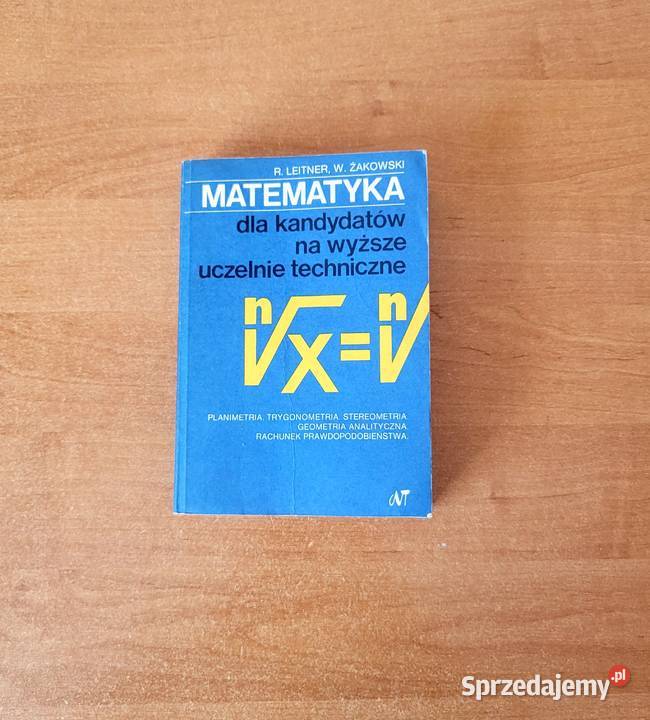 R. LEITNER, W. ŻAKOWSKI
MATEMATYKA
dla kandydatów
na wyższe
uczelnie techniczne
ⁿ√x=ⁿ√
PLANIMETRIA. TRYGONOMETRIA. STEREOMETRIA.
GEOMETRIA ANALITYCZNA.
RACHUNEK PRAWDOPODOBIEŃSTWA.
WNT
Sprzedajemy.pl